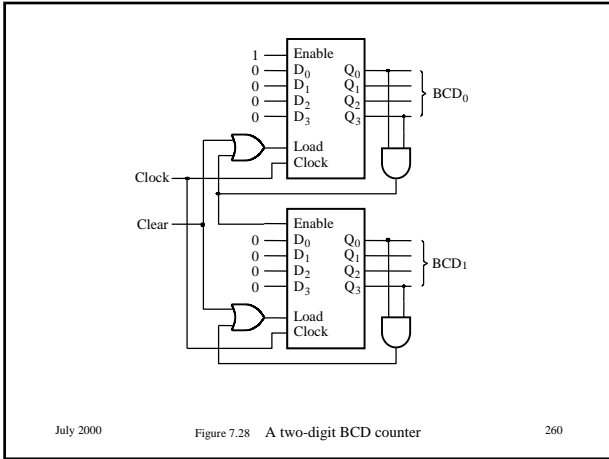 1 Enable Q0
0 D0 Q1
0 D1 Q2 BCD0
0 D2 Q3
0 D3
Load
Clock
Clock
Clear
Enable
0 D0 Q0
0 D1 Q1 BCD1
0 D2 Q2
0 D3 Q3
Load
Clock
July 2000 Figure 7.28 A two-digit BCD counter 260